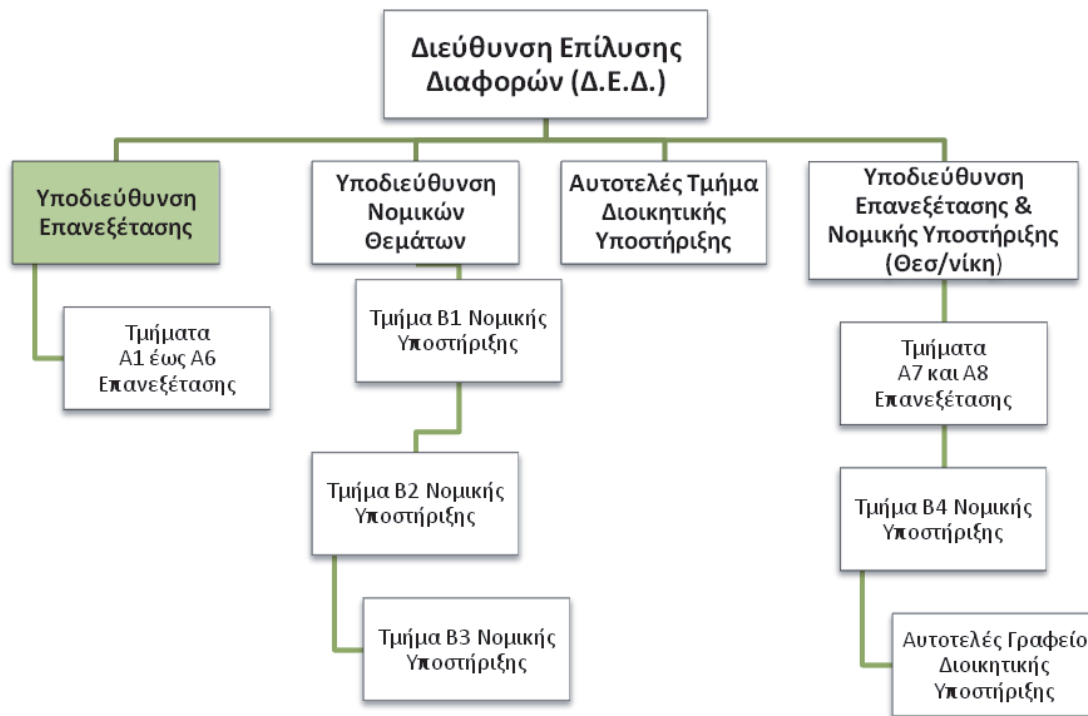 Διεύθυνση Επίλυσης
Διαφορών (Δ.Ε.Δ.)
Υποδιεύθυνση
Επανεξέτασης
Τμήματα
Α1 έως Α6
Επανεξέτασης
Υποδιεύθυνση
Νομικών
Θεμάτων
Τμήμα Β1 Νομικής
Υποστήριξης
Τμήμα Β2 Νομικής
Υποστήριξης
Τμήμα Β3 Νομικής
Υποστήριξης
Αυτοτελές Τμήμα
Διοικητικής
Υποστήριξης
Υποδιεύθυνση
Επανεξέτασης &
Νομικής Υποστήριξης
(Θεσ/νίκη)
Τμήματα
Α7 και Α8
Επανεξέτασης
Τμήμα Β4 Νομικής
Υποστήριξης
Αυτοτελές Γραφείο
Διοικητικής
Υποστήριξης